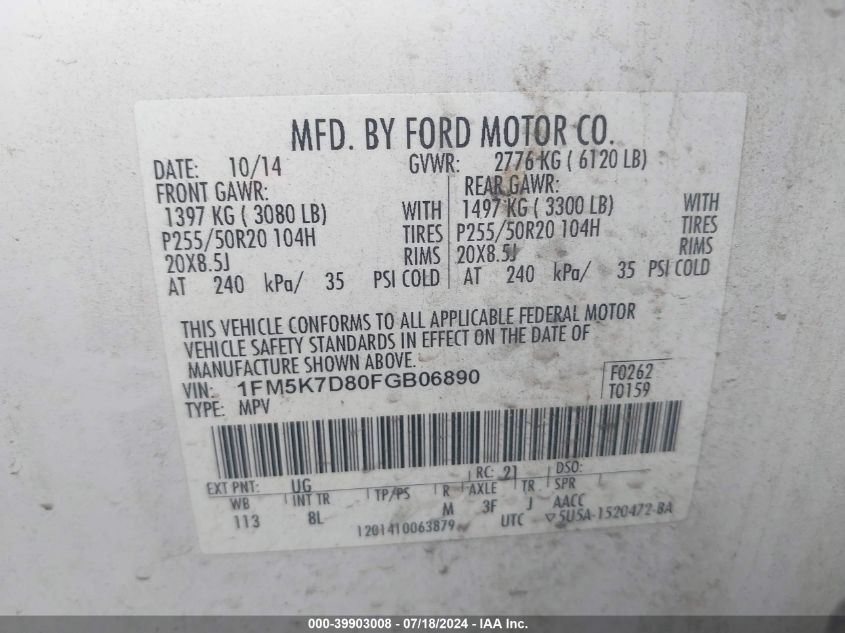 MFD. BY FORD MOTOR CO.
DATE: 10/14 GVWR: 2776 KG ( 6120 LB)
FRONT GAWR: REAR GAWR:
1397 KG ( 3080 LB) WITH 1497 KG ( 3300 LB) WITH
P255/50R20 104H TIRES P255/50R20 104H TIRES
20X8.5J RIMS 20X8.5J RIMS
AT 240 kPa/ 35 PSI COLD AT 240 kPa/ 35 PSI COLD
THIS VEHICLE CONFORMS TO ALL APPLICABLE FEDERAL MOTOR
VEHICLE SAFETY STANDARDS IN EFFECT ON THE DATE OF
MANUFACTURE SHOWN ABOVE.
VIN: 1FM5K7D80FGB06890 F0262
TYPE: MPV T0159
EXT PNT: UG RC: 21 DSO:
WB INT TR TP/PS R AXLE TR SPR
113 8L M 3F J AACC
1201410063879 UTC ▽5U5A-1520472-BA
000-39903008 - 07/18/2024 - IAA Inc.